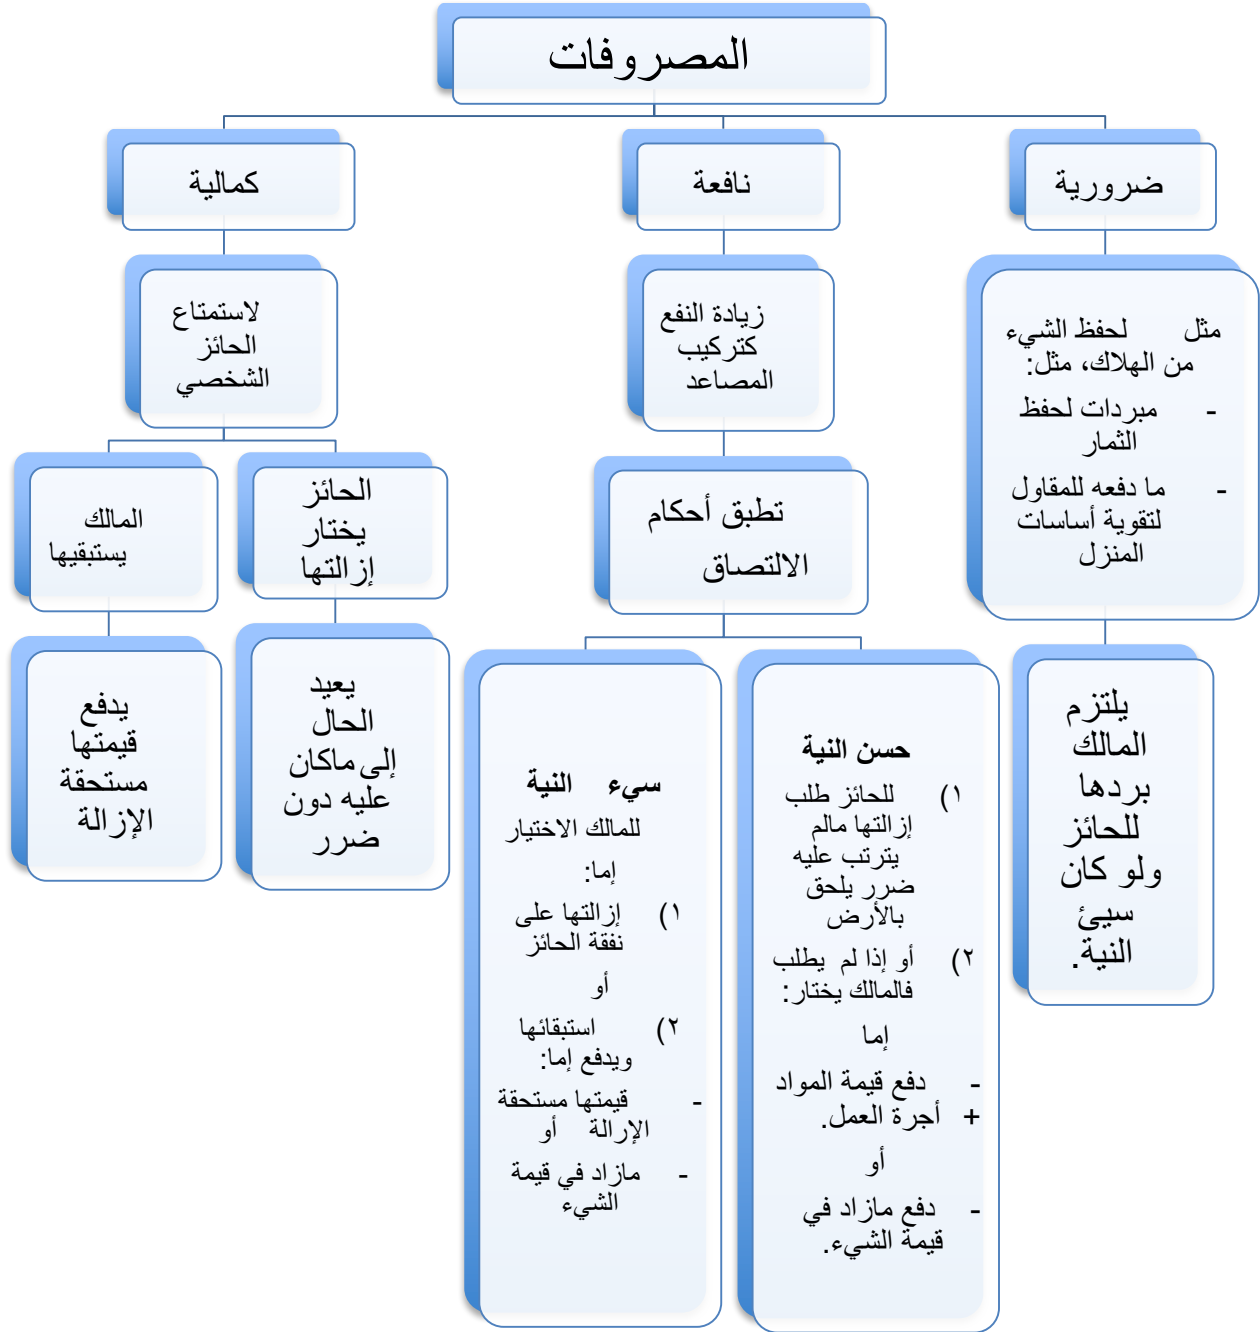 المصروفات
ضرورية
نافعة
كمالية
مثل لحفظ الشيء
من الهلاك، مثل:
- مبردات لحفظ
الثمار
- ما دفعه للمقاول
لتقوية أساسات
المنزل
يلتزم
المالك
بردها
للحائز
ولو كان
سيئ
النية.
زيادة النفع
كتركيب
المصاعد
تطبق أحكام
الالتصاق
حسن النية
١) للحائز طلب
إزالتها مالم
يترتب عليه
ضرر يلحق
بالأرض
٢) أو إذا لم يطلب
فالمالك يختار:
إما
- دفع قيمة المواد
+ أجرة العمل.
أو
- دفع مازاد في
قيمة الشيء.
سيء النية
للمالك الاختيار
إما:
١) إزالتها على
نفقة الحائز
أو
٢) استبقائها
ويدفع إما:
- قيمتها مستحقة
الإرالة أو
- مازاد في قيمة
الشيء
لاستمتاع
الحائز
الشخصي
الحائز
يختار
إزالتها
يعيد
الحال
إلى ماكان
عليه دون
ضرر
المالك
يستبقيها
يدفع
قيمتها
مستحقة
الإزالة